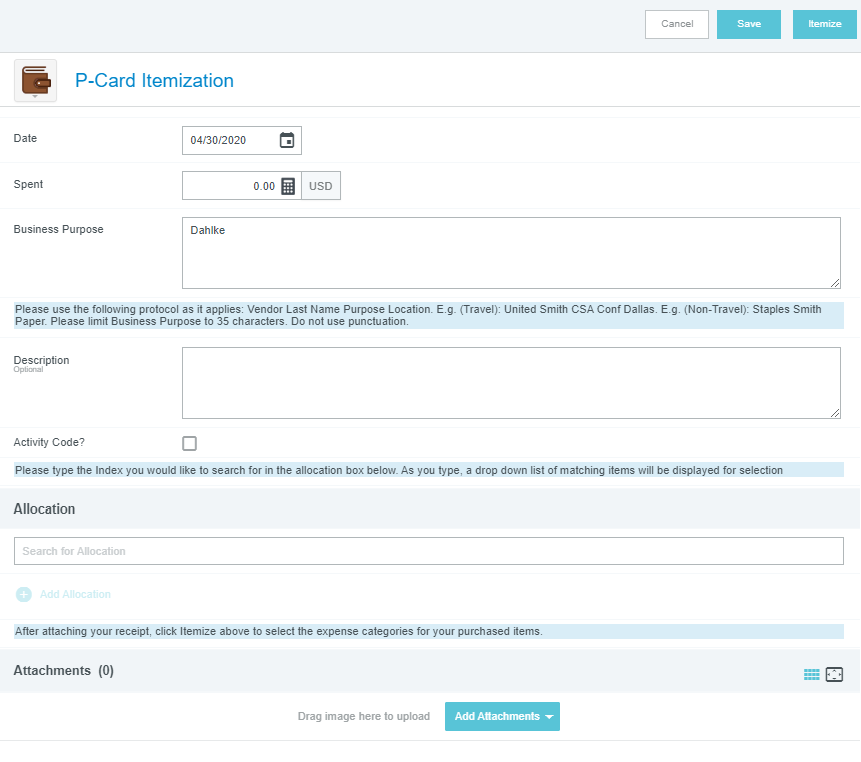 Cancel
Save
Itemize
P-Card Itemization
Date
04/30/2020
Spent
0.00
USD
Business Purpose
Dahlke
Please use the following protocol as it applies: Vendor Last Name Purpose Location. E.g. (Travel): United Smith CSA Conf Dallas. E.g. (Non-Travel): Staples Smith
Paper. Please limit Business Purpose to 35 characters. Do not use punctuation.
Description
Optional
Activity Code?
Please type the Index you would like to search for in the allocation box below. As you type, a drop down list of matching items will be displayed for selection
Allocation
Search for Allocation
Add Allocation
After attaching your receipt, click Itemize above to select the expense categories for your purchased items.
Attachments (0)
Drag image here to upload
Add Attachments